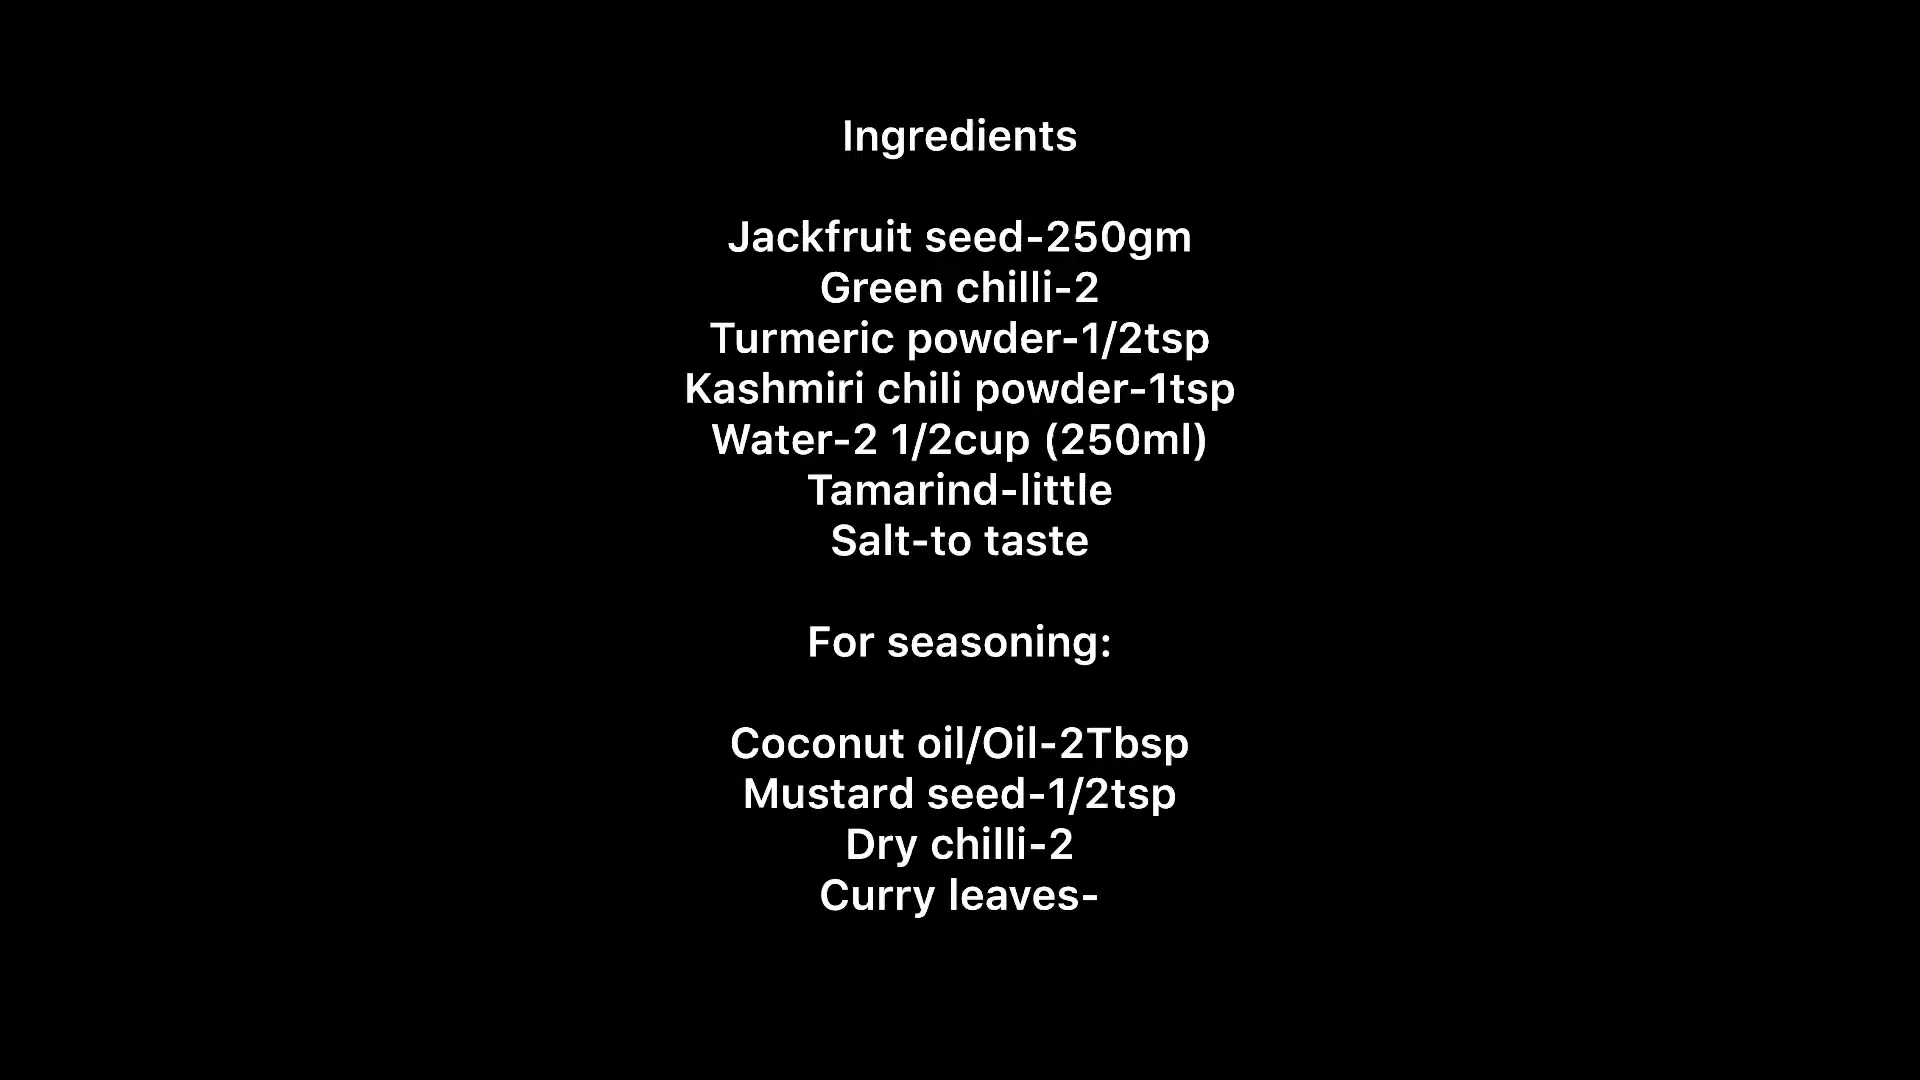 Ingredients
Jackfruit seed-250gm
Green chilli-2
Turmeric powder-1/2tsp
Kashmiri chili powder-1tsp
Water-2 1/2cup (250ml)
Tamarind-little
Salt-to taste
For seasoning:
Coconut oil/Oil-2Tbsp
Mustard seed-1/2tsp
Dry chilli-2
Curry leaves-